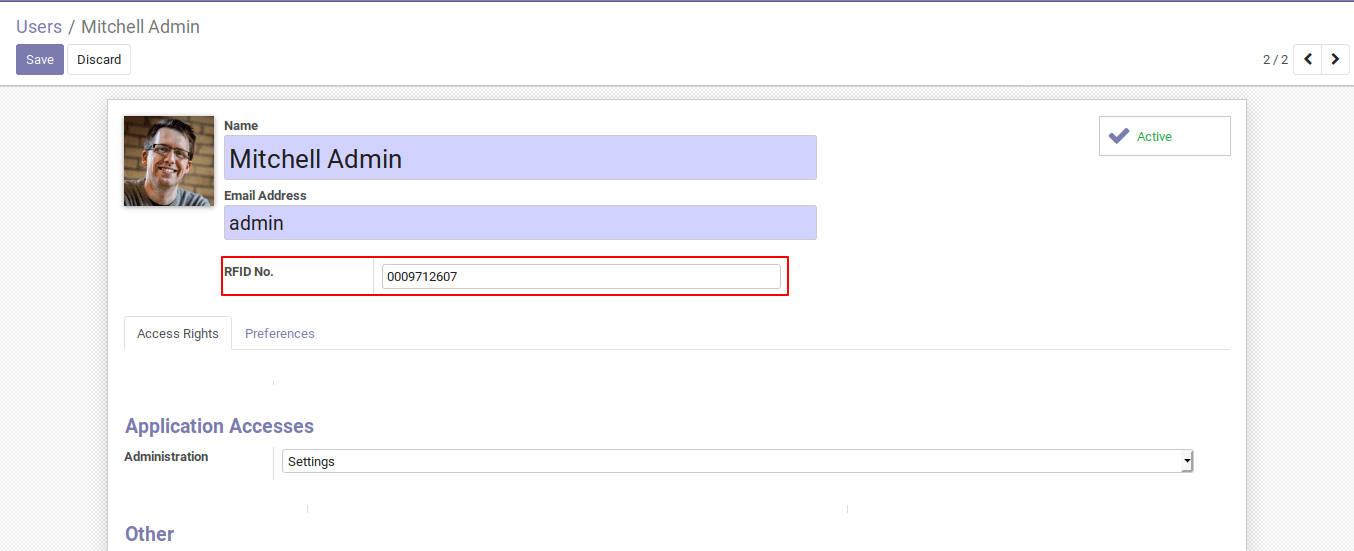 Users / Mitchell Admin
Save Discard 2 / 2
Name
Mitchell Admin
Active
Email Address
admin
RFID No. 0009712607
Access Rights Preferences
Application Accesses
Administration Settings
Other